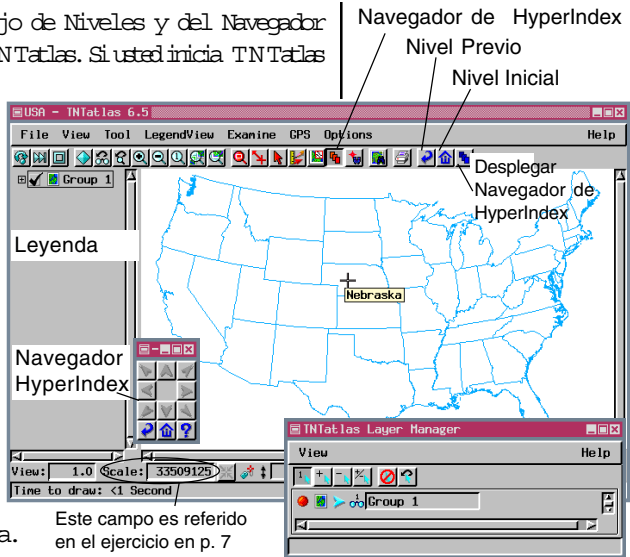 jo de Niveles y del Navegador
NTatlas. Si usted inicia TNTatlas
Navegador de HyperIndex
Nivel Previo
Nivel Inicial
USA - TNTatlas 6.5
File View Tool LegendView Examine GPS Options Help
Group 1
Desplegar
Navegador de
HyperIndex
Leyenda
Nebraska
Navegador
HyperIndex
TNTatlas Layer Manager
View Help
Group 1
View: 1.0 Scale: 33509125
Time to draw: <1 Second
a.
Este campo es referido
en el ejercicio en p. 7